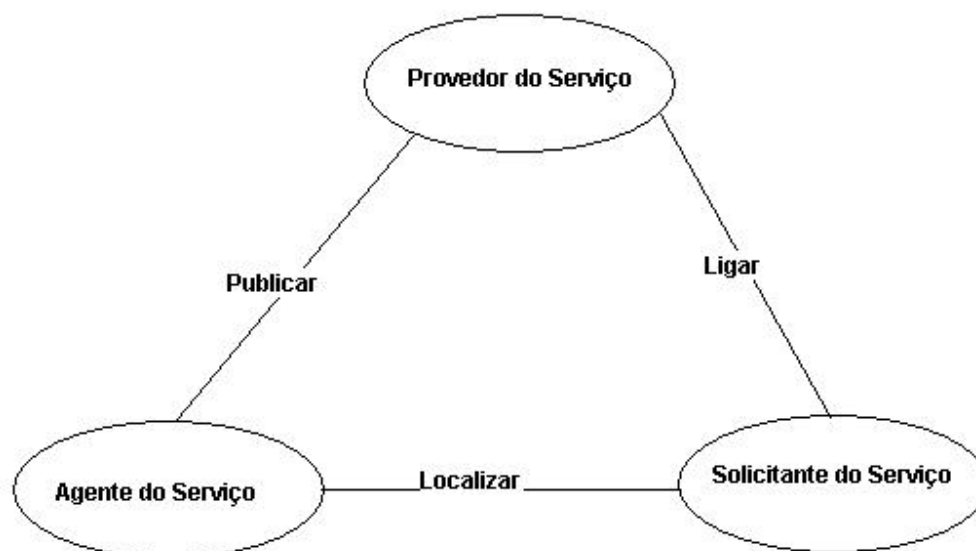 Provedor do Serviço
Ligar
Publicar
Localizar
Agente do Serviço
Solicitante do Serviço